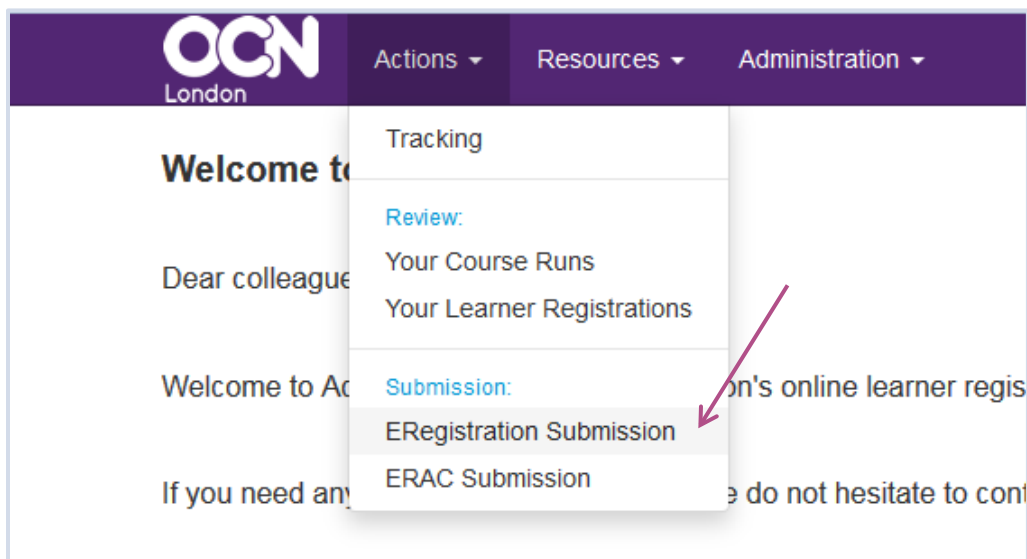 OCN
London
Actions Resources Administration
Tracking
Welcome to
Review:
Your Course Runs
Dear colleague
Your Learner Registrations
Welcome to Submission: on's online learner regis
ERegistration Submission
ERAC Submission
If you need any do not hesitate to cont